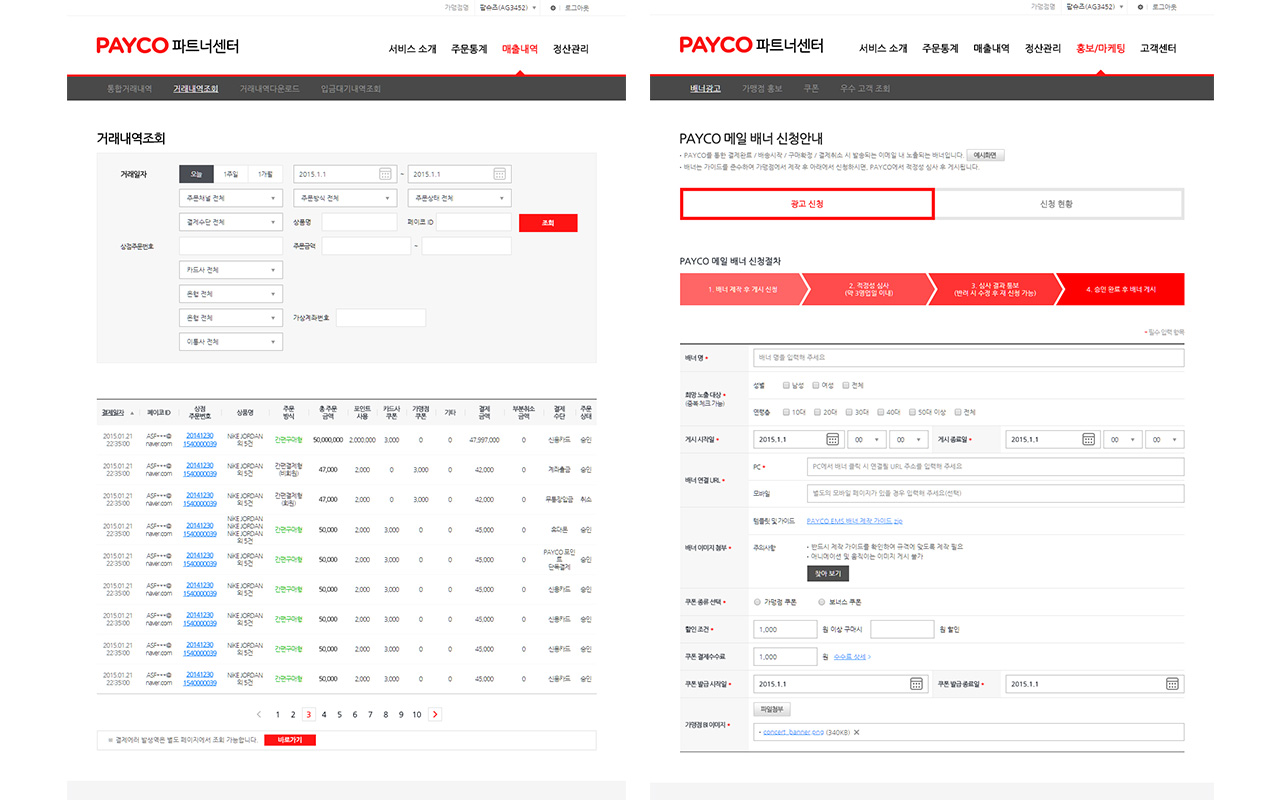 가맹점명 팝슈즈(AG3452) 로그아웃
PAYCO 파트너센터
서비스 소개 주문통계 매출내역 정산관리
통합거래내역 거래내역조회 거래내역다운로드 입금대기내역조회
거래내역조회
거래일자 오늘 1주일 1개월 2015.1.1 ~ 2015.1.1
주문채널 전체 주문방식 전체 주문상태 전체
결제수단 전체 상품명 페이코 ID 조회
상점주문번호 주문금액 ~
카드사 전체
은행 전체
은행 전체 가상계좌번호
이통사 전체
결제일자 ▲ 페이코 ID 상점 주문번호 상품명 주문 방식 총 주문 금액 포인트 사용 카드사 쿠폰 가맹점 쿠폰 기타 결제 금액 부분취소 금액 결제 수단 주문 상태
2015.01.21 22:35:00 ASF***@ naver.com 20141230 1540000039 NIKE JORDAN 외 5건 간편구매형 50,000,000 2,000,000 3,000 0 0 47,997,000 0 신용카드 승인
2015.01.21 22:35:00 ASF***@ naver.com 20141230 1540000039 NIKE JORDAN 외 5건 간편결제형 (비회원) 47,000 2,000 0 3,000 0 42,000 0 계좌출금 승인
2015.01.21 22:35:00 ASF***@ naver.com 20141230 1540000039 NIKE JORDAN 외 5건 간편결제형 (회원) 47,000 2,000 0 3,000 0 42,000 0 무통장입금 취소
2015.01.21 22:35:00 ASF***@ naver.com 20141230 1540000039 NIKE JORDAN NIKE JORDAN NIKE JORDAN 외 5건 간편구매형 50,000 2,000 3,000 0 0 45,000 0 휴대폰 승인
2015.01.21 22:35:00 ASF***@ naver.com 20141230 1540000039 NIKE JORDAN 외 5건 간편구매형 50,000 2,000 3,000 0 0 45,000 0 PAYCO 포인트 단독결제 승인
2015.01.21 22:35:00 ASF***@ naver.com 20141230 1540000039 NIKE JORDAN 외 5건 간편구매형 50,000 2,000 3,000 0 0 45,000 0 신용카드 승인
2015.01.21 22:35:00 ASF***@ naver.com 20141230 1540000039 NIKE JORDAN 외 5건 간편구매형 50,000 2,000 3,000 0 0 45,000 0 신용카드 승인
2015.01.21 22:35:00 ASF***@ naver.com 20141230 1540000039 NIKE JORDAN 외 5건 간편구매형 50,000 2,000 3,000 0 0 45,000 0 신용카드 승인
2015.01.21 22:35:00 ASF***@ naver.com 20141230 1540000039 NIKE JORDAN 외 5건 간편구매형 50,000 2,000 3,000 0 0 45,000 0 신용카드 승인
< 1 2 3 4 5 6 7 8 9 10 >
※ 결제에러 발생액은 별도 페이지에서 조회 가능합니다. 바로가기
가맹점명 팝슈즈(AG3452) 로그아웃
PAYCO 파트너센터
서비스 소개 주문통계 매출내역 정산관리 홍보/마케팅 고객센터
배너광고 가맹점 홍보 쿠폰 우수 고객 조회
PAYCO 메일 배너 신청안내
• PAYCO를 통한 결제완료 / 배송시작 / 구매확정 / 결제취소 시 발송되는 이메일 내 노출되는 배너입니다. 예시화면
• 배너는 가이드를 준수하여 가맹점에서 제작 후 아래에서 신청하시면, PAYCO에서 적정성 심사 후 게시됩니다.
광고 신청 신청 현황
PAYCO 메일 배너 신청절차
1. 배너 제작 후 게시 신청
2. 적정성 심사
(약 3영업일 이내)
3. 심사 결과 통보
(반려 시 수정 후 재 신청 가능)
4. 승인 완료 후 배너 게시
• 필수 입력 항목
배너 명 • 배너 명을 입력해 주세요
희망 노출 대상 •
(중복 체크 가능)
성별 남성 여성 전체
연령층 10대 20대 30대 40대 50대 이상 전체
게시 시작일 • 2015.1.1 00 00 게시 종료일 • 2015.1.1 00 00
배너 연결 URL •
PC • PC에서 배너 클릭 시 연결될 URL 주소를 입력해 주세요
모바일 별도의 모바일 페이지가 있을 경우 입력해 주세요(선택)
배너 이미지 첨부 •
템플릿 및 가이드 PAYCO EMS 배너 제작 가이드.zip
주의사항 • 반드시 제작 가이드를 확인하여 규격에 맞도록 제작 필요
• 애니메이션 및 움직이는 이미지 게시 불가
찾아 보기
쿠폰 종류 선택 • 가맹점 쿠폰 보너스 쿠폰
할인 조건 • 1,000 원 이상 구매시 원 할인
쿠폰 결제수수료 1,000 원 수수료 상세 >
쿠폰 발급 시작일 • 2015.1.1 쿠폰 발급 종료일 • 2015.1.1
가맹점 BI 이미지 • 파일첨부
• concert_banner.png (340KB) ✕